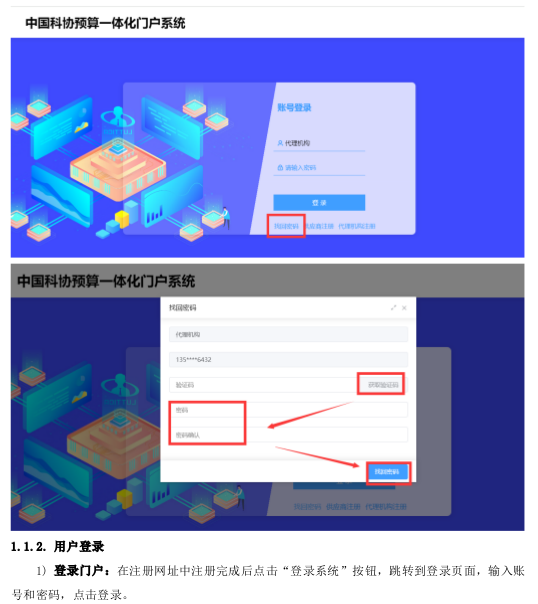 中国科协预算一体化门户系统
账号登录
代理机构
请输入密码
登 录
找回密码 供应商注册 代理机构注册
中国科协预算一体化门户系统
找回密码
代理机构
135****6432
验证码 获取验证码
密码
密码确认
找回密码
找回密码 供应商注册 代理机构注册
1.1.2. 用户登录
1) 登录门户：在注册网址中注册完成后点击“登录系统”按钮，跳转到登录页面，输入账
号和密码，点击登录。